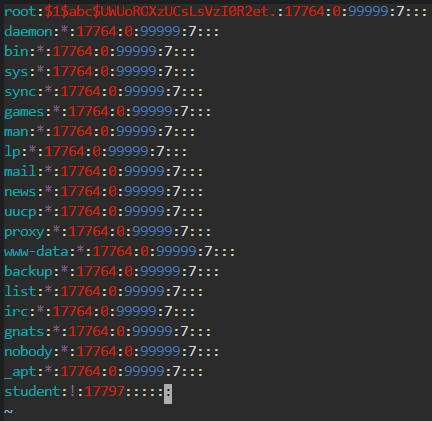 root:$1$abc$UWUoROXzUCsLsVzI0R2et.:17764:0:99999:7:::
daemon:*:17764:0:99999:7:::
bin:*:17764:0:99999:7:::
sys:*:17764:0:99999:7:::
sync:*:17764:0:99999:7:::
games:*:17764:0:99999:7:::
man:*:17764:0:99999:7:::
lp:*:17764:0:99999:7:::
mail:*:17764:0:99999:7:::
news:*:17764:0:99999:7:::
uucp:*:17764:0:99999:7:::
proxy:*:17764:0:99999:7:::
www-data:*:17764:0:99999:7:::
backup:*:17764:0:99999:7:::
list:*:17764:0:99999:7:::
irc:*:17764:0:99999:7:::
gnats:*:17764:0:99999:7:::
nobody:*:17764:0:99999:7:::
_apt:*:17764:0:99999:7:::
student:!:17797::::::
~